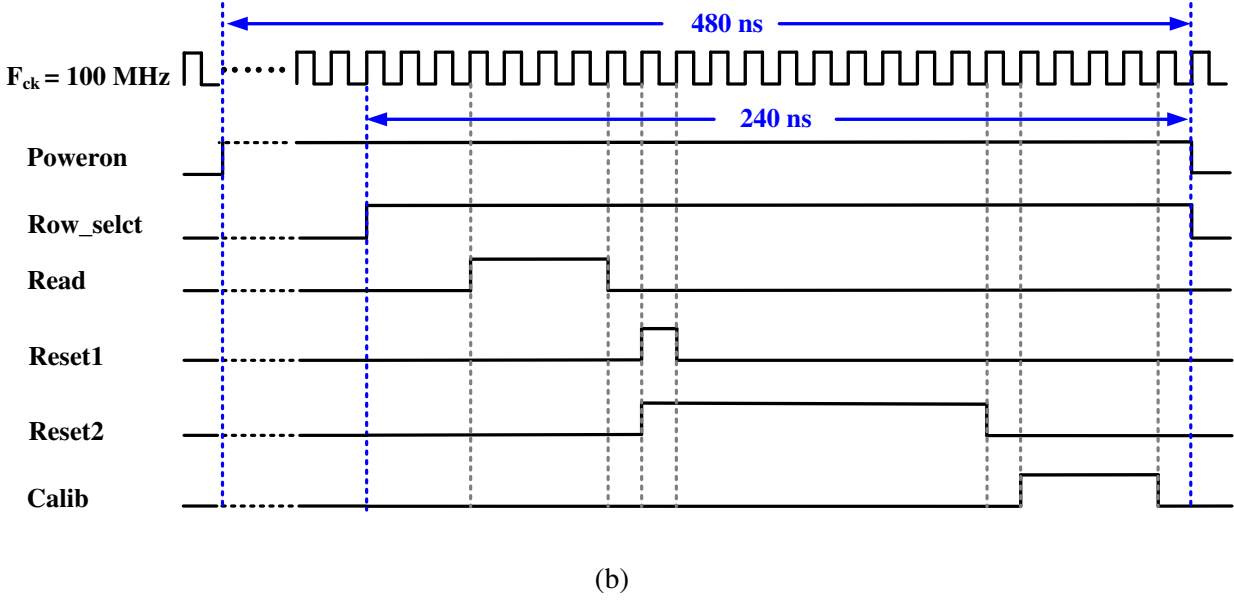 480 ns
F_ck = 100 MHz
240 ns
Poweron
Row_selct
Read
Reset1
Reset2
Calib
(b)